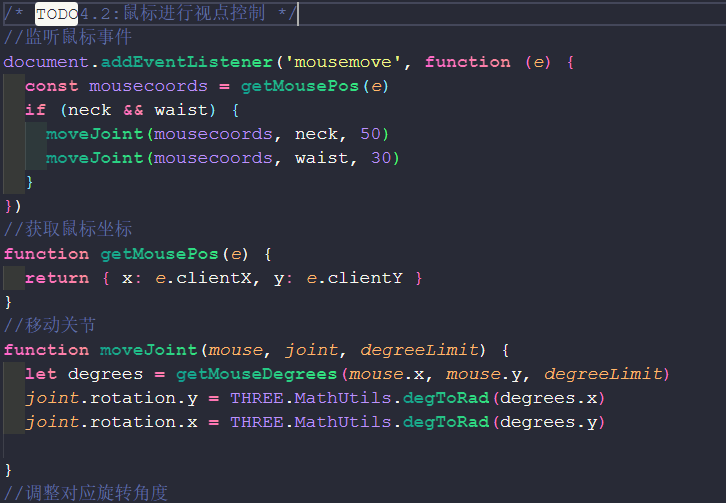 /* TODO4.2:鼠标进行视点控制 */
//监听鼠标事件
document.addEventListener('mousemove', function (e) {
  const mousecoords = getMousePos(e)
  if (neck && waist) {
    moveJoint(mousecoords, neck, 50)
    moveJoint(mousecoords, waist, 30)
  }
})
//获取鼠标坐标
function getMousePos(e) {
  return { x: e.clientX, y: e.clientY }
}
//移动关节
function moveJoint(mouse, joint, degreeLimit) {
  let degrees = getMouseDegrees(mouse.x, mouse.y, degreeLimit)
  joint.rotation.y = THREE.MathUtils.degToRad(degrees.x)
  joint.rotation.x = THREE.MathUtils.degToRad(degrees.y)
}
//调整对应旋转角度